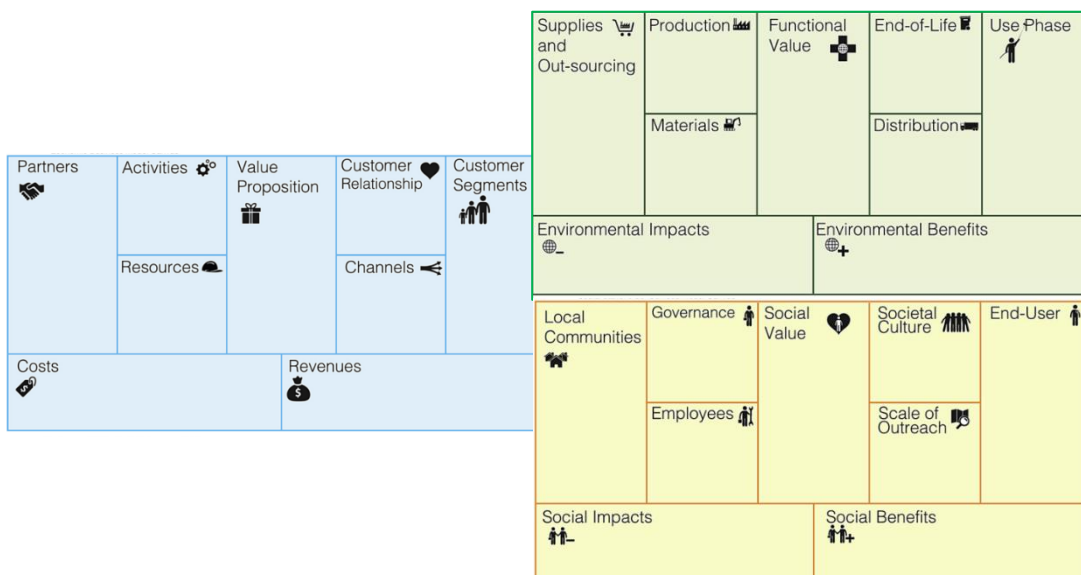 Partners
Activities
Value
Proposition
Customer
Relationship
Customer
Segments
Resources
Channels
Costs
Revenues
Supplies
and
Out-sourcing
Production
Functional
Value
End-of-Life
Use Phase
Materials
Distribution
Environmental Impacts
Environmental Benefits
Local
Communities
Governance
Social
Value
Societal
Culture
End-User
Employees
Scale of
Outreach
Social Impacts
Social Benefits